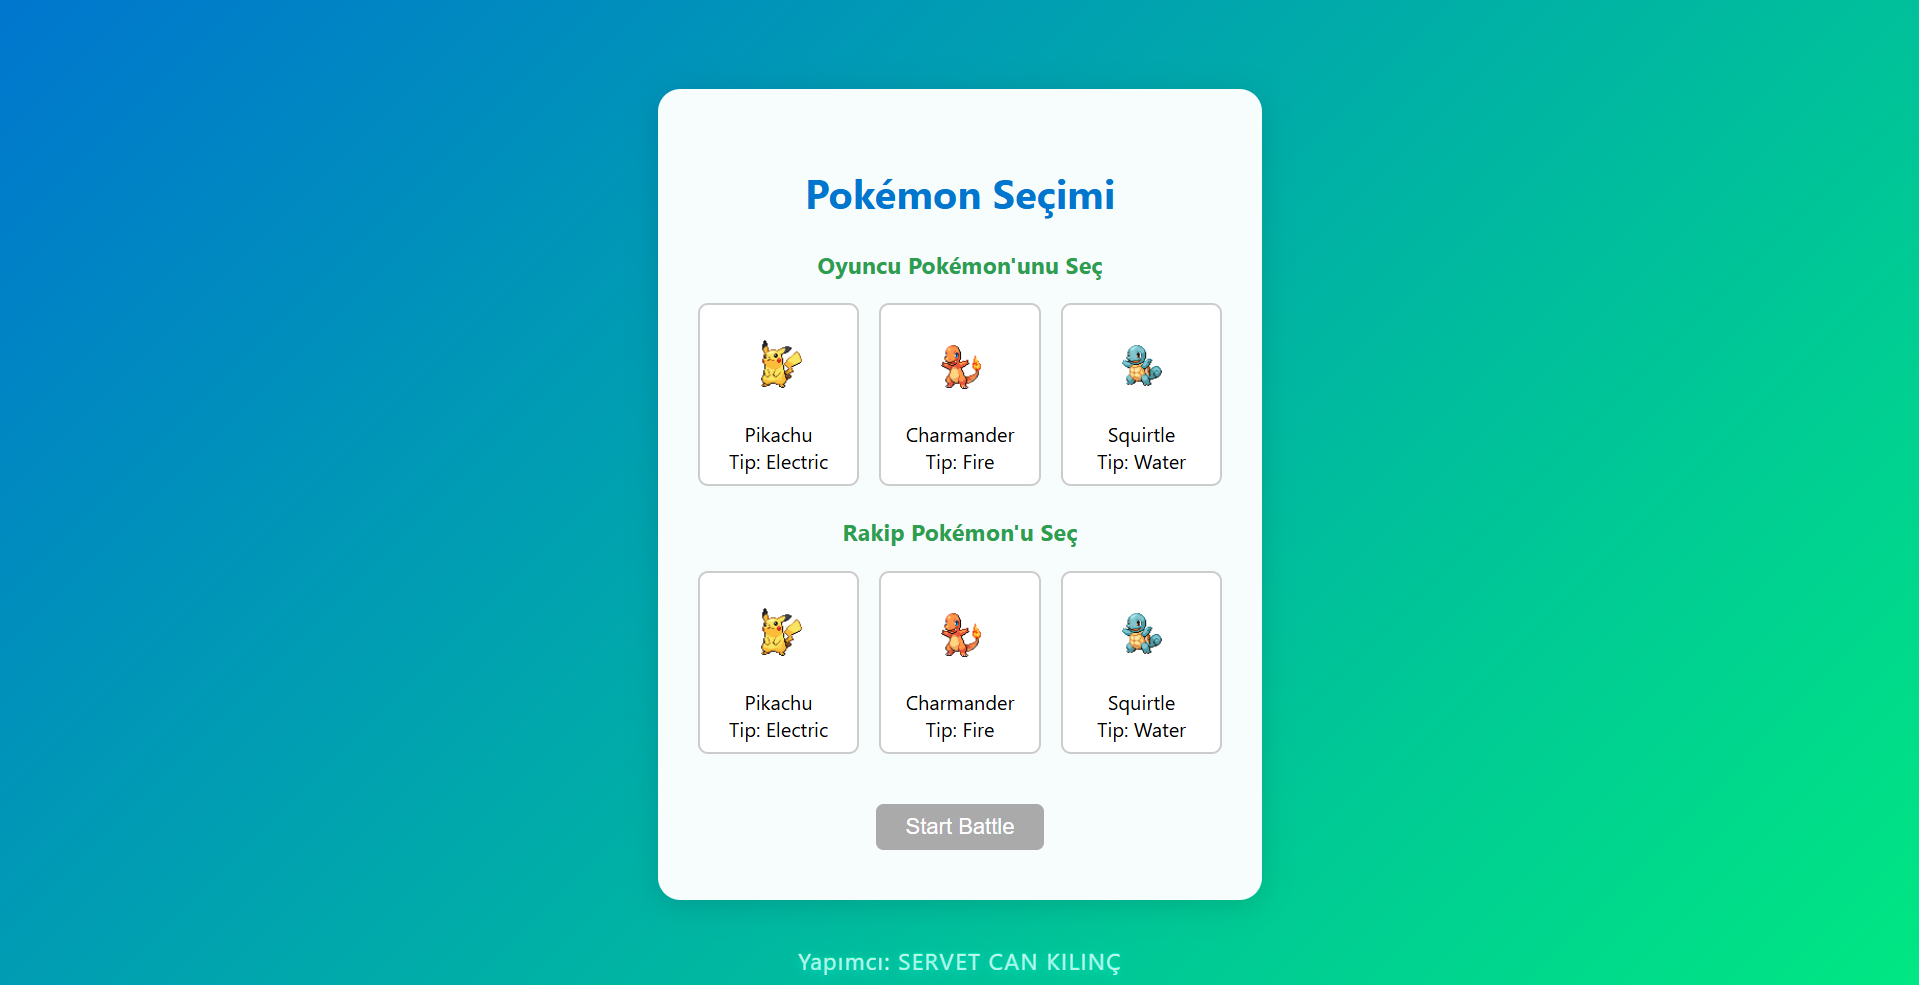 Pokémon Seçimi
Oyuncu Pokémon'unu Seç
Pikachu
Tip: Electric
Charmander
Tip: Fire
Squirtle
Tip: Water
Rakip Pokémon'u Seç
Pikachu
Tip: Electric
Charmander
Tip: Fire
Squirtle
Tip: Water
Start Battle
Yapımcı: SERVET CAN KILINÇ